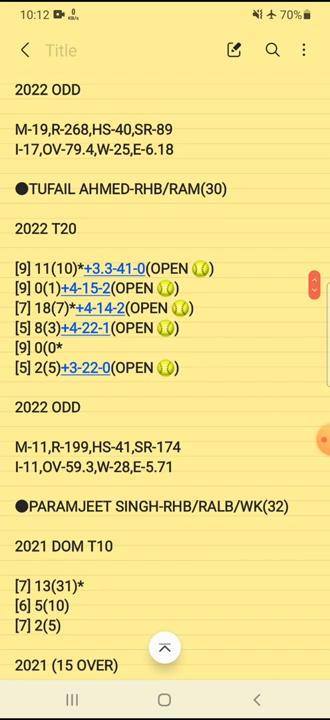 10:12 0 KB/s 70%
Title
2022 ODD
M-19,R-268,HS-40,SR-89
I-17,OV-79.4,W-25,E-6.18
●TUFAIL AHMED-RHB/RAM(30)
2022 T20
[9] 11(10)*+3.3-41-0(OPEN 🎾)
[9] 0(1)+4-15-2(OPEN 🎾)
[7] 18(7)*+4-14-2(OPEN 🎾)
[5] 8(3)+4-22-1(OPEN 🎾)
[9] 0(0*
[5] 2(5)+3-22-0(OPEN 🎾)
2022 ODD
M-11,R-199,HS-41,SR-174
I-11,OV-59.3,W-28,E-5.71
●PARAMJEET SINGH-RHB/RALB/WK(32)
2021 DOM T10
[7] 13(31)*
[6] 5(10)
[7] 2(5)
2021 (15 OVER)